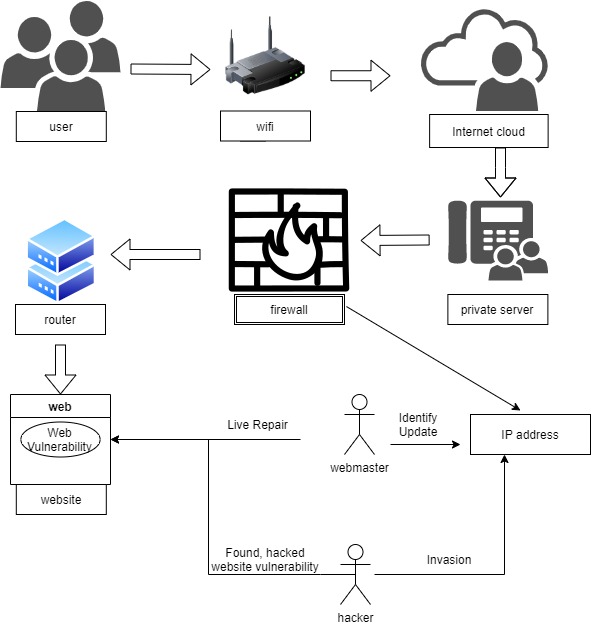 user
wifi
Internet cloud
router
firewall
private server
web
Web
Vulnerability
website
Live Repair
webmaster
Identify
Update
IP address
Found, hacked
website vulnerability
Invasion
hacker